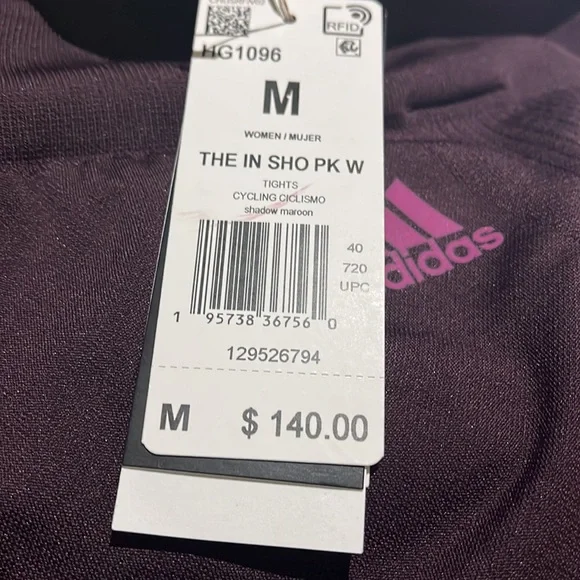 RFID
HG1096
M
WOMEN / MUJER
THE IN SHO PK W
TIGHTS
CYCLING CICLISMO
shadow maroon
40
720
UPC
1 95738 36756 0
129526794
M $ 140.00
adidas